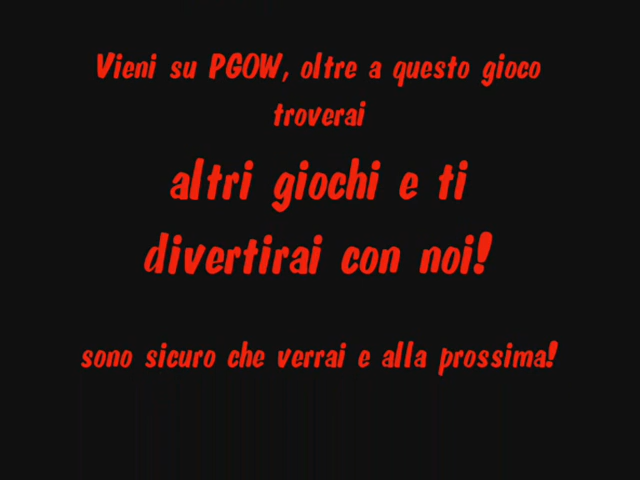 Vieni su PGOW, oltre a questo gioco
troverai
altri giochi e ti
divertirai con noi!
sono sicuro che verrai e alla prossima!